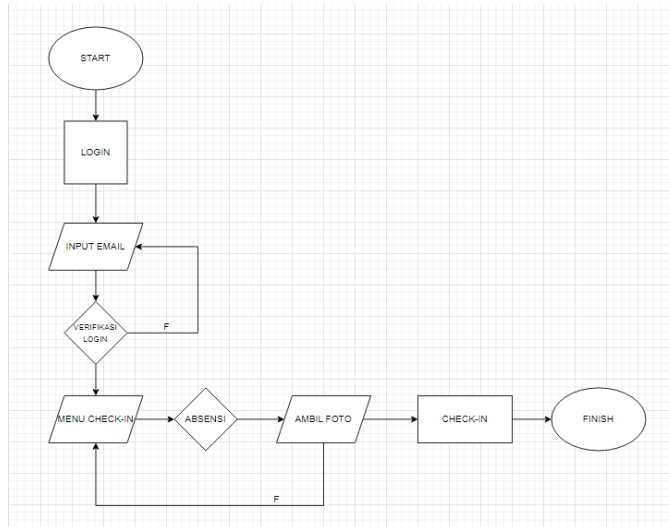 START
LOGIN
INPUT EMAIL
F
VERIFIKASI
LOGIN
MENU CHECK-IN
ABSENSI
AMBIL FOTO
CHECK-IN
FINISH
F